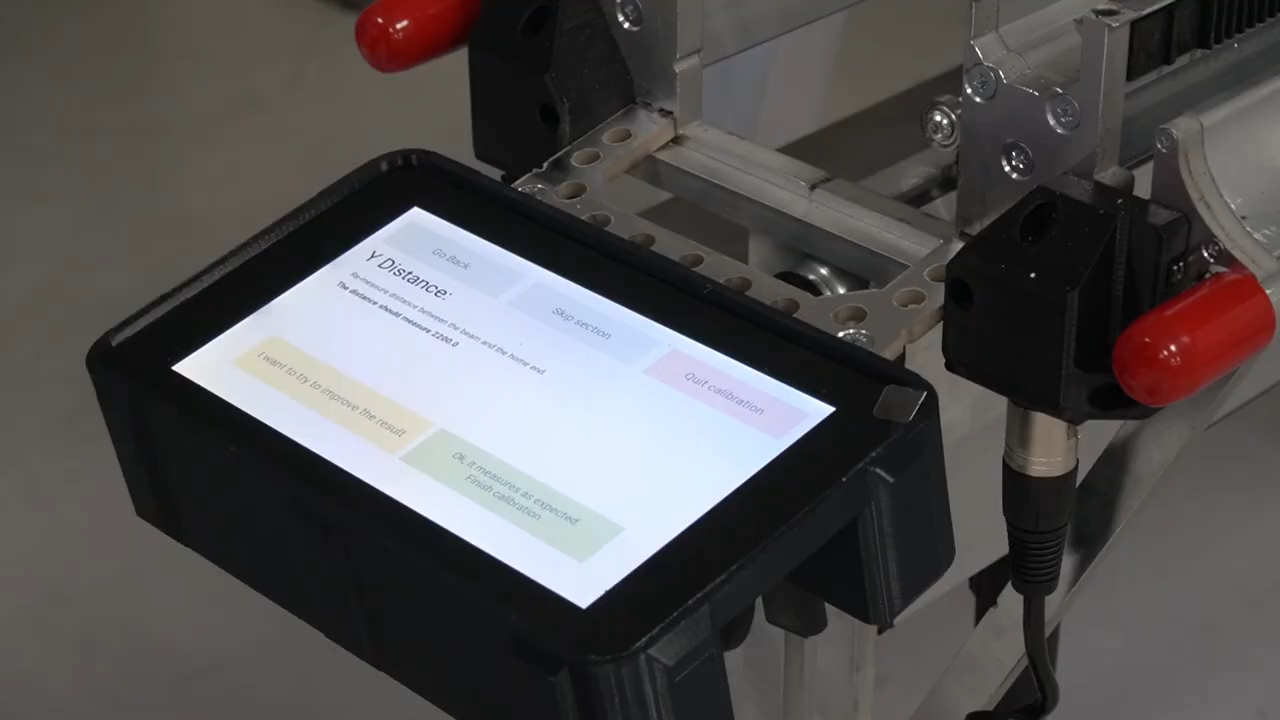 Go Back
Skip section
Quit calibration
Y Distance:
Re-measure distance between the beam and the home end.
The distance should measure 2200.0
I want to try to improve the result
Ok, it measures as expected.
Finish calibration